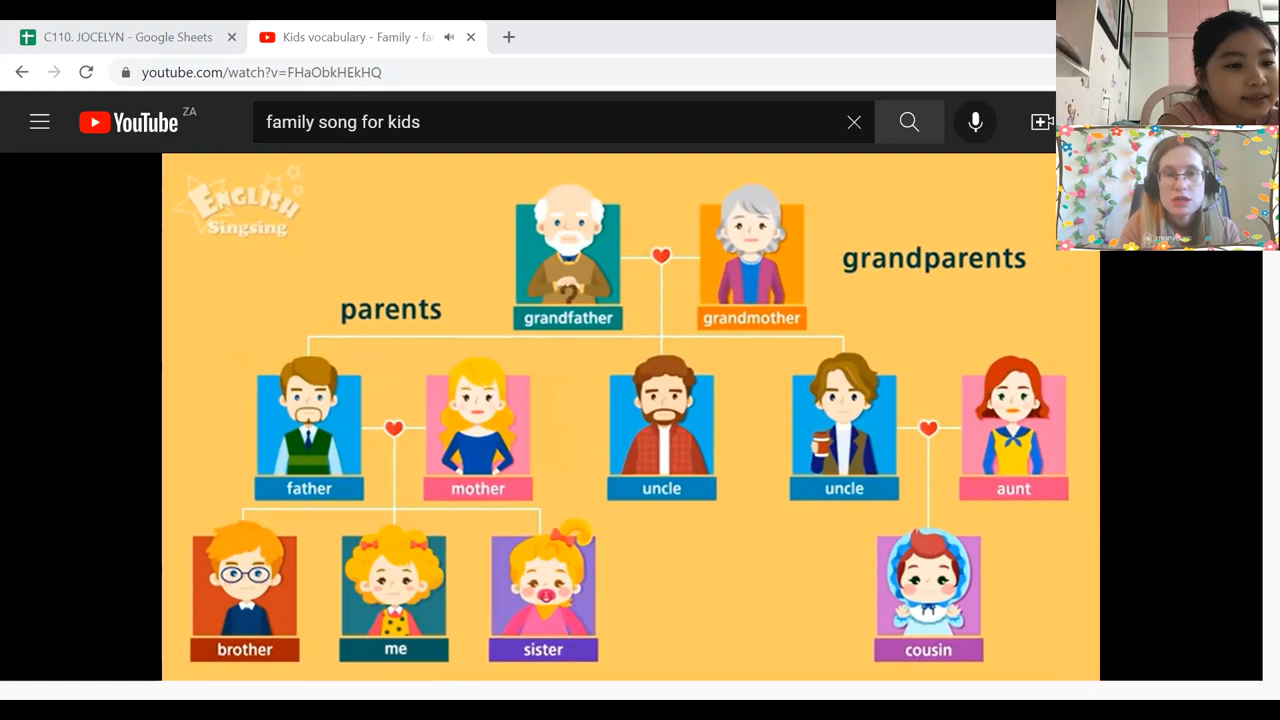 C110. JOCELYN - Google Sheets
Kids vocabulary - Family - fa
youtube.com/watch?v=FHaObkHEkHQ
YouTube ZA
family song for kids
ENGLISH
Singsing
grandparents
parents
grandfather
grandmother
father
mother
uncle
uncle
aunt
brother
me
sister
cousin